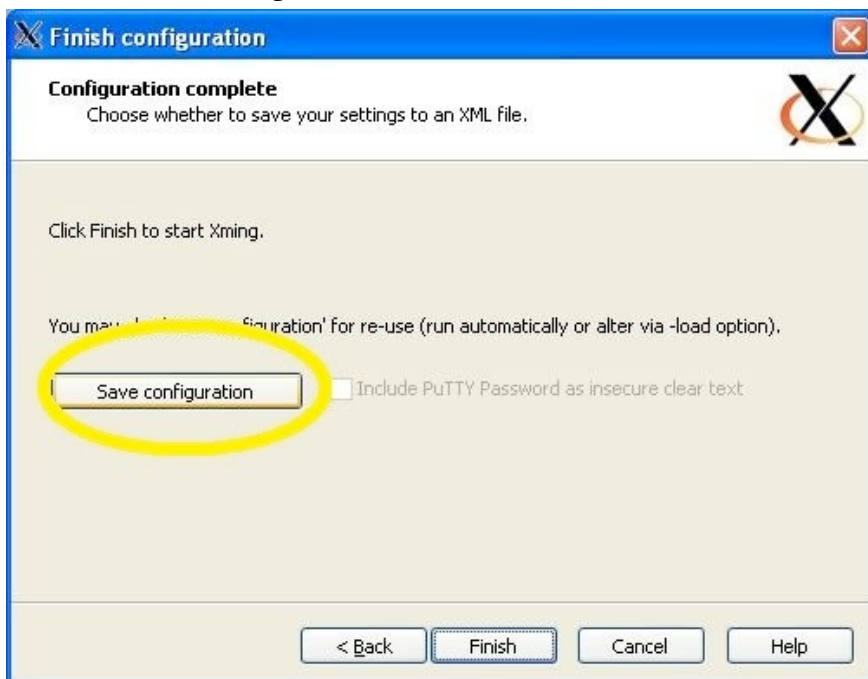 Finish configuration
Configuration complete
Choose whether to save your settings to an XML file.
Click Finish to start Xming.
You may figuration' for re-use (run automatically or alter via -load option).
Save configuration
Include PuTTY Password as insecure clear text
< Back
Finish
Cancel
Help